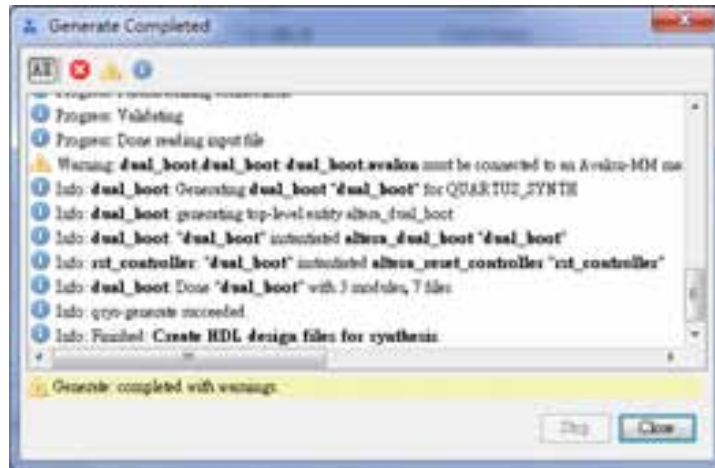 Generate Completed
All
Progress: Validating
Progress: Done reading input file
Warning: dual_boot.dual_boot: dual_boot.avalon must be connected to an Avalon-MM ma
Info: dual_boot: Generating dual_boot "dual_boot" for QUARTUS_SYNTH
Info: dual_boot: generating top-level entity altera_dual_boot
Info: dual_boot: "dual_boot" instantiated altera_dual_boot "dual_boot"
Info: rst_controller: "dual_boot" instantiated altera_reset_controller "rst_controller"
Info: dual_boot: Done "dual_boot" with 3 modules, 7 files
Info: qsys-generate succeeded.
Info: Finished: Create HDL design files for synthesis
Generate: completed with warnings.
Stop
Close